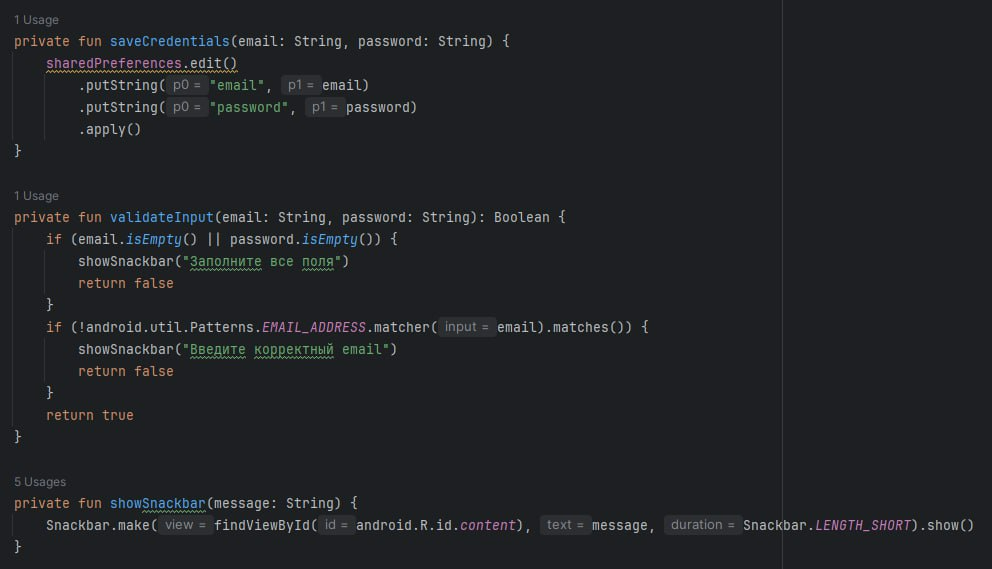 1 Usage
private fun saveCredentials(email: String, password: String) {
sharedPreferences.edit()
.putString( p0 = "email", p1 = email)
.putString( p0 = "password", p1 = password)
.apply()
}
1 Usage
private fun validateInput(email: String, password: String): Boolean {
if (email.isEmpty() || password.isEmpty()) {
showSnackbar("Заполните все поля")
return false
}
if (!android.util.Patterns.EMAIL_ADDRESS.matcher( input = email).matches()) {
showSnackbar("Введите корректный email")
return false
}
return true
}
5 Usages
private fun showSnackbar(message: String) {
Snackbar.make( view = findViewById( id = android.R.id.content), text = message, duration = Snackbar.LENGTH_SHORT).show()
}